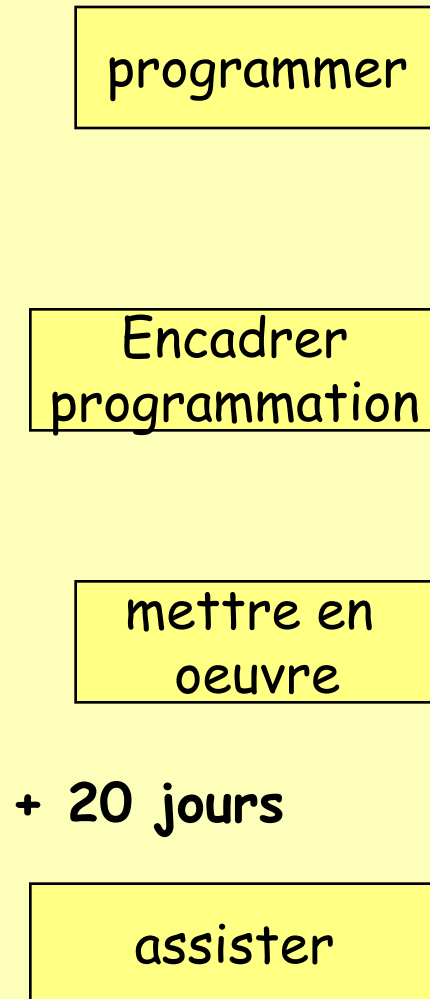 programmer
Encadrer
programmation
mettre en
oeuvre
+ 20 jours
assister